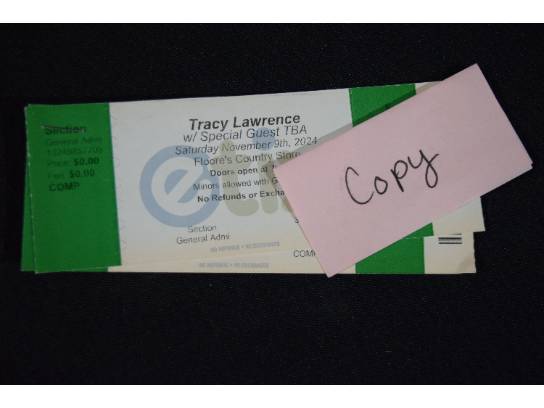 Section
General Admi
Price: $0.00
Fee: $0.00
COMP
Tracy Lawrence
w/ Special Guest TBA
Saturday November 9th, 2024
Floore's Country Store
Doors open at
Minors allowed with
No Refunds or Excha
Section
General Admi
COMP
Copy